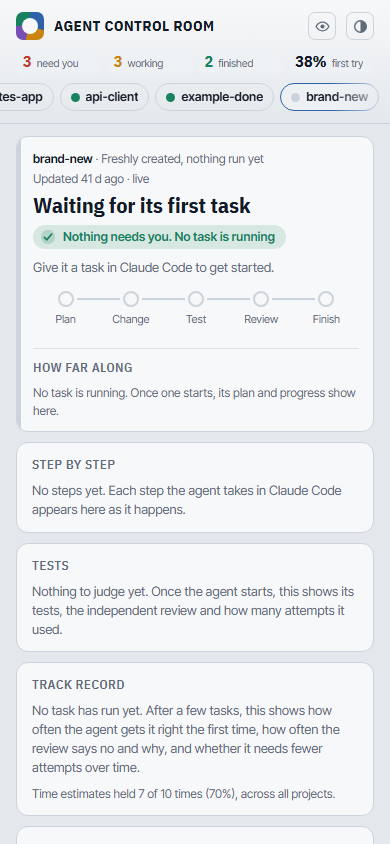 AGENT CONTROL ROOM
3 need you 3 working 2 finished 38% first try
tes-app api-client example-done brand-new
brand-new · Freshly created, nothing run yet
Updated 41 d ago · live
Waiting for its first task
Nothing needs you. No task is running
Give it a task in Claude Code to get started.
Plan Change Test Review Finish
HOW FAR ALONG
No task is running. Once one starts, its plan and progress show
here.
STEP BY STEP
No steps yet. Each step the agent takes in Claude Code
appears here as it happens.
TESTS
Nothing to judge yet. Once the agent starts, this shows its
tests, the independent review and how many attempts it
used.
TRACK RECORD
No task has run yet. After a few tasks, this shows how
often the agent gets it right the first time, how often the
review says no and why, and whether it needs fewer
attempts over time.
Time estimates held 7 of 10 times (70%), across all projects.